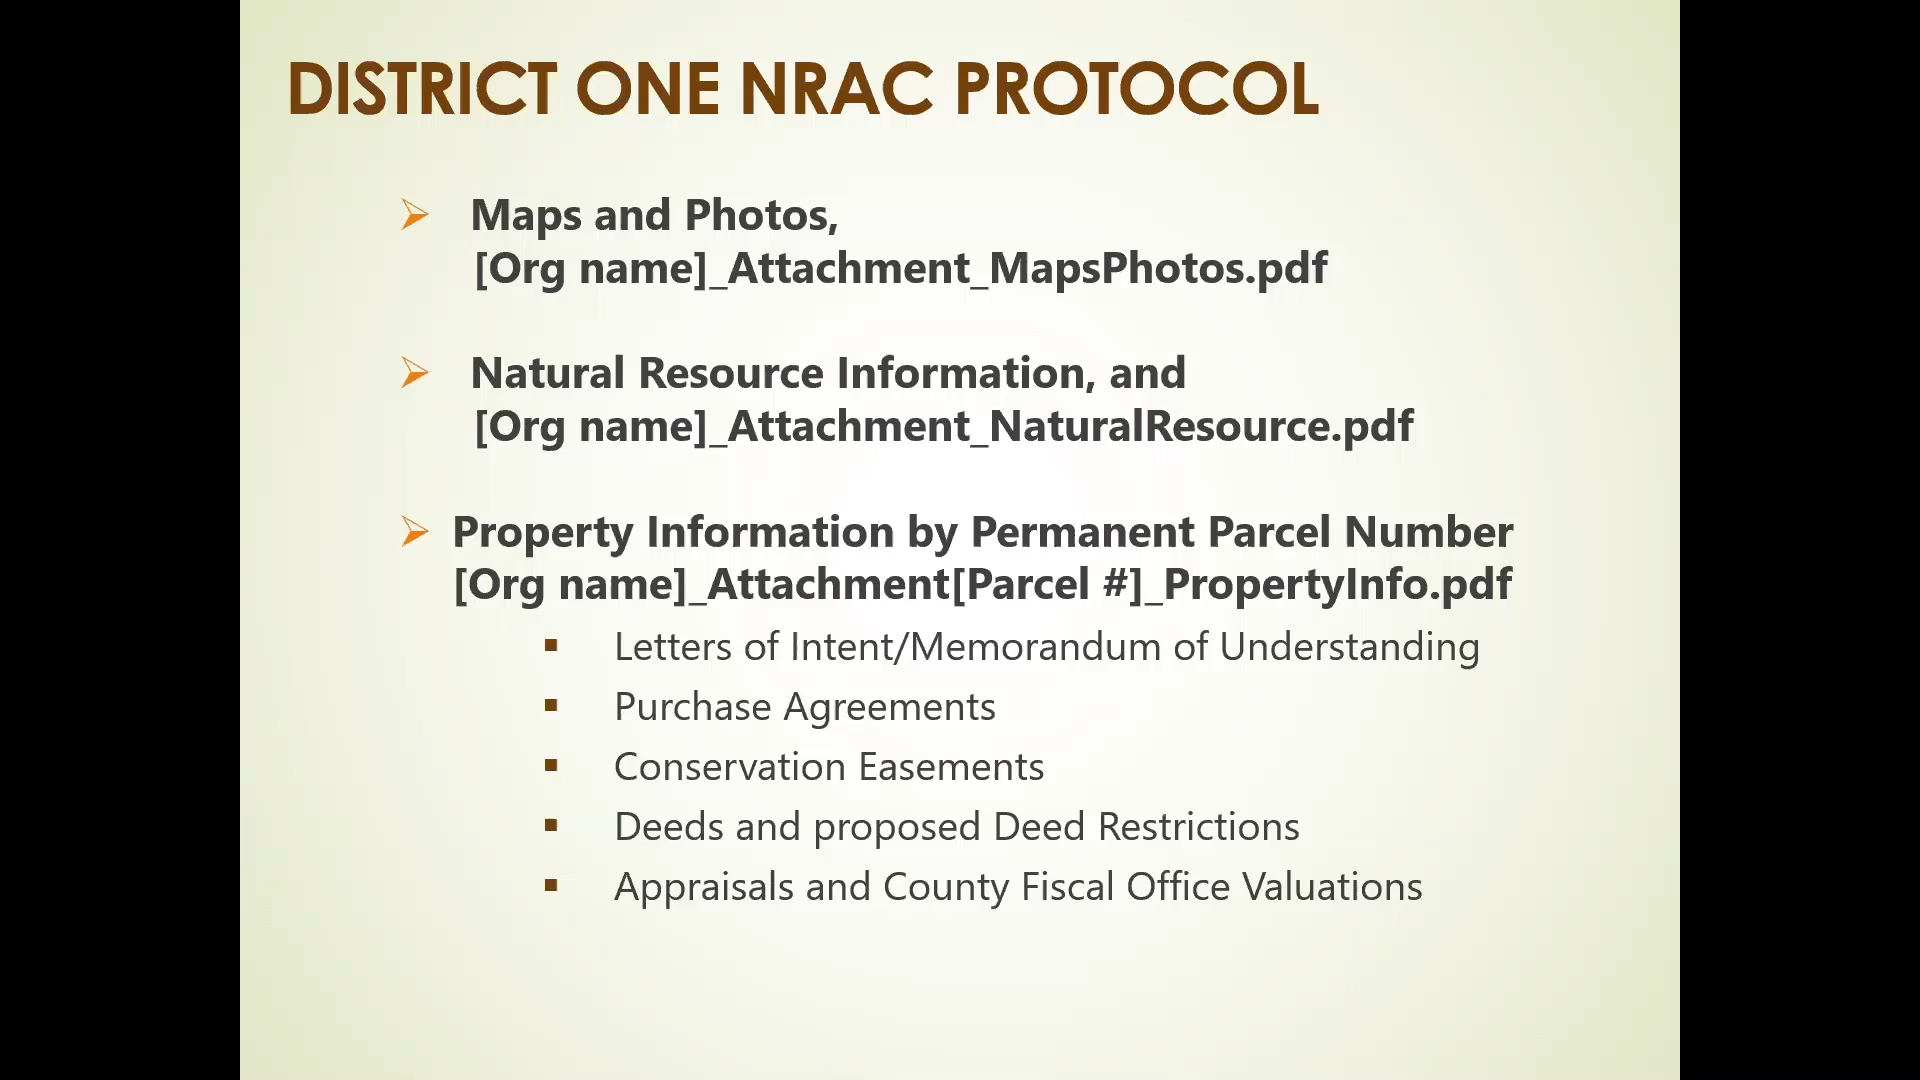 DISTRICT ONE NRAC PROTOCOL
Maps and Photos,
[Org name]_Attachment_MapsPhotos.pdf
Natural Resource Information, and
[Org name]_Attachment_NaturalResource.pdf
Property Information by Permanent Parcel Number
[Org name]_Attachment[Parcel #]_PropertyInfo.pdf
Letters of Intent/Memorandum of Understanding
Purchase Agreements
Conservation Easements
Deeds and proposed Deed Restrictions
Appraisals and County Fiscal Office Valuations